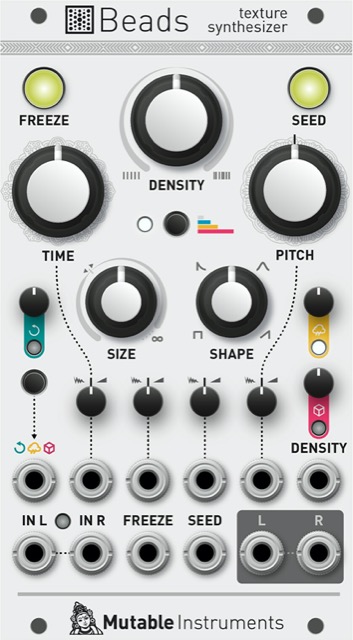 Beads
texture
synthesizer
FREEZE
SEED
DENSITY
TIME
PITCH
SIZE
∞
SHAPE
DENSITY
IN L
IN R
FREEZE
SEED
L
R
Mutable Instruments